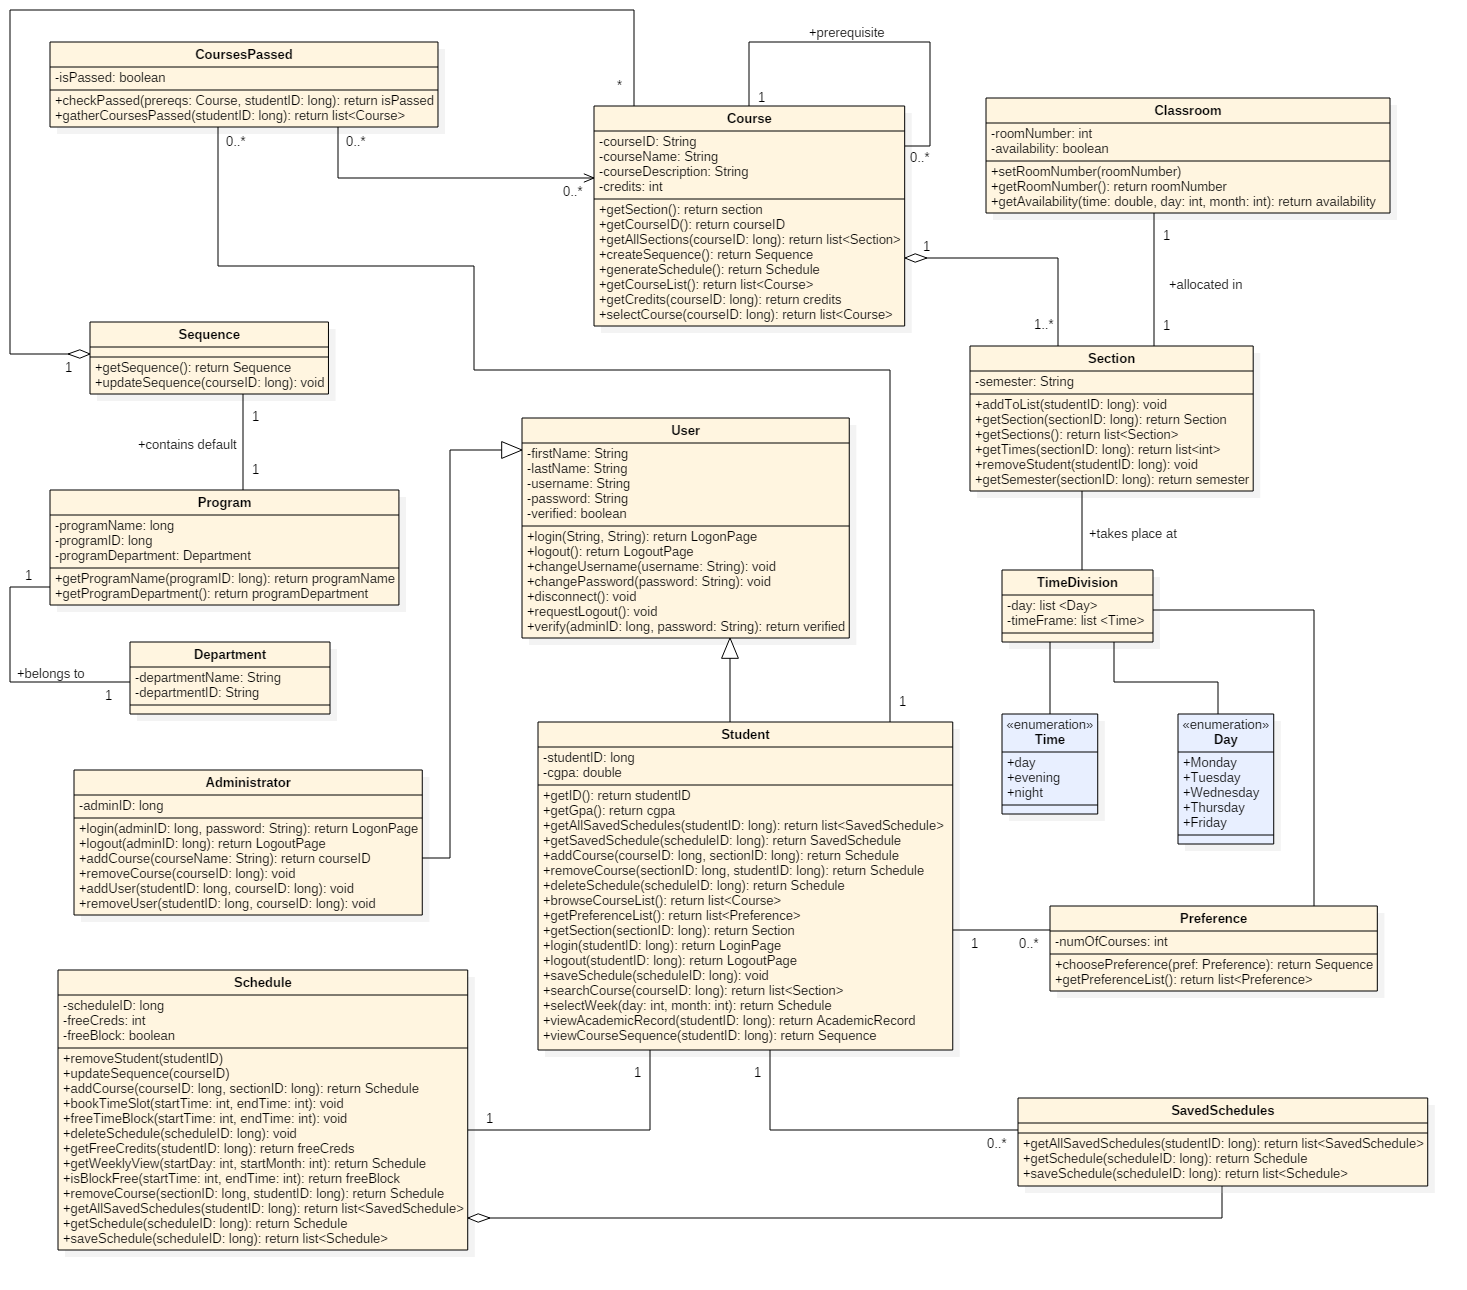 CoursesPassed
-isPassed: boolean
+checkPassed(prereqs: Course, studentID: long): return isPassed
+gatherCoursesPassed(studentID: long): return list<Course>
0..*
0..*
*
+prerequisite
1
0..*
0..*
Course
-courseID: String
-courseName: String
-courseDescription: String
-credits: int
+getSection(): return section
+getCourseID(): return courseID
+getAllSections(courseID: long): return list<Section>
+createSequence(): return Sequence
+generateSchedule(): return Schedule
+getCourseList(): return list<Course>
+getCredits(courseID: long): return credits
+selectCourse(courseID: long): return list<Course>
1
1..*
Classroom
-roomNumber: int
-availability: boolean
+setRoomNumber(roomNumber)
+getRoomNumber(): return roomNumber
+getAvailability(time: double, day: int, month: int): return availability
1
+allocated in
1
Sequence
+getSequence(): return Sequence
+updateSequence(courseID: long): void
1
1
+contains default
1
Section
-semester: String
+addToList(studentID: long): void
+getSection(sectionID: long): return Section
+getSections(): return list<Section>
+getTimes(sectionID: long): return list<int>
+removeStudent(studentID: long): void
+getSemester(sectionID: long): return semester
+takes place at
User
-firstName: String
-lastName: String
-username: String
-password: String
-verified: boolean
+login(String, String): return LogonPage
+logout(): return LogoutPage
+changeUsername(username: String): void
+changePassword(password: String): void
+disconnect(): void
+requestLogout(): void
+verify(adminID: long, password: String): return verified
Program
-programName: long
-programID: long
-programDepartment: Department
+getProgramName(programID: long): return programName
+getProgramDepartment(): return programDepartment
1
+belongs to
1
Department
-departmentName: String
-departmentID: String
TimeDivision
-day: list <Day>
-timeFrame: list <Time>
«enumeration»
Time
+day
+evening
+night
«enumeration»
Day
+Monday
+Tuesday
+Wednesday
+Thursday
+Friday
Administrator
-adminID: long
+login(adminID: long, password: String): return LogonPage
+logout(adminID: long): return LogoutPage
+addCourse(courseName: String): return courseID
+removeCourse(courseID: long): void
+addUser(studentID: long, courseID: long): void
+removeUser(studentID: long, courseID: long): void
1
Student
-studentID: long
-cgpa: double
+getID(): return studentID
+getGpa(): return cgpa
+getAllSavedSchedules(studentID: long): return list<SavedSchedule>
+getSavedSchedule(scheduleID: long): return SavedSchedule
+addCourse(courseID: long, sectionID: long): return Schedule
+removeCourse(sectionID: long, studentID: long): return Schedule
+deleteSchedule(scheduleID: long): return Schedule
+browseCourseList(): return list<Course>
+getPreferenceList(): return list<Preference>
+getSection(sectionID: long): return Section
+login(studentID: long): return LoginPage
+logout(studentID: long): return LogoutPage
+saveSchedule(scheduleID: long): void
+searchCourse(courseID: long): return list<Section>
+selectWeek(day: int, month: int): return Schedule
+viewAcademicRecord(studentID: long): return AcademicRecord
+viewCourseSequence(studentID: long): return Sequence
1
0..*
Preference
-numOfCourses: int
+choosePreference(pref: Preference): return Sequence
+getPreferenceList(): return list<Preference>
Schedule
-scheduleID: long
-freeCreds: int
-freeBlock: boolean
+removeStudent(studentID)
+updateSequence(courseID)
+addCourse(courseID: long, sectionID: long): return Schedule
+bookTimeSlot(startTime: int, endTime: int): void
+freeTimeBlock(startTime: int, endTime: int): void
+deleteSchedule(scheduleID: long): void
+getFreeCredits(studentID: long): return freeCreds
+getWeeklyView(startDay: int, startMonth: int): return Schedule
+isBlockFree(startTime: int, endTime: int): return freeBlock
+removeCourse(sectionID: long, studentID: long): return Schedule
+getAllSavedSchedules(studentID: long): return list<SavedSchedule>
+getSchedule(scheduleID: long): return Schedule
+saveSchedule(scheduleID: long): return list<Schedule>
1
1
1
0..*
SavedSchedules
+getAllSavedSchedules(studentID: long): return list<SavedSchedule>
+getSchedule(scheduleID: long): return Schedule
+saveSchedule(scheduleID: long): return list<Schedule>